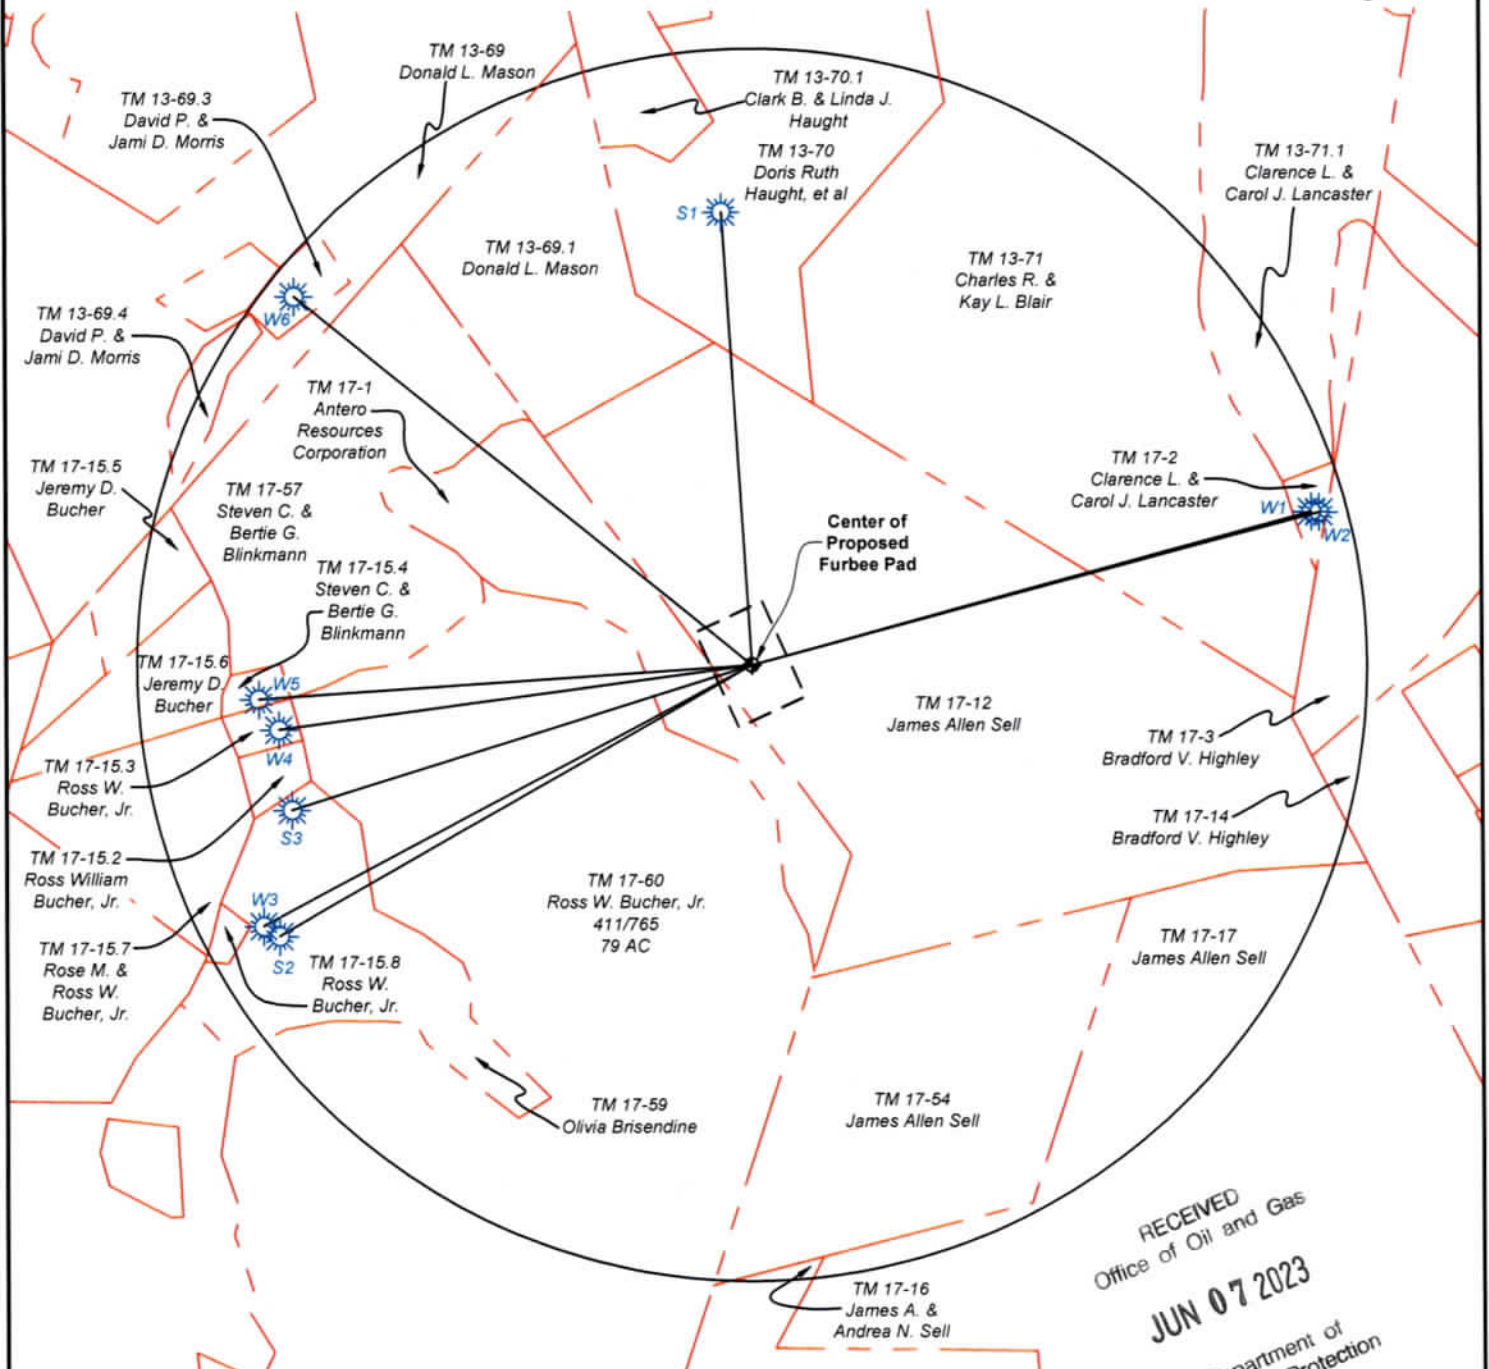 TM 13-69
Donald L. Mason
TM 13-69.3
David P. &
Jami D. Morris
TM 13-70.1
Clark B. & Linda J.
Haught
TM 13-70
Doris Ruth
Haught, et al
S1
TM 13-71.1
Clarence L. &
Carol J. Lancaster
TM 13-69.1
Donald L. Mason
TM 13-71
Charles R. &
Kay L. Blair
W6
TM 13-69.4
David P. &
Jami D. Morris
TM 17-1
Antero
Resources
Corporation
TM 17-2
Clarence L. &
Carol J. Lancaster
W1
W2
TM 17-15.5
Jeremy D.
Bucher
TM 17-57
Steven C. &
Bertie G.
Blinkmann
Center of
Proposed
Furbee Pad
TM 17-15.4
Steven C. &
Bertie G.
Blinkmann
TM 17-15.6
Jeremy D.
Bucher
W5
W4
TM 17-12
James Allen Sell
TM 17-3
Bradford V. Highley
TM 17-15.3
Ross W.
Bucher, Jr.
S3
TM 17-14
Bradford V. Highley
TM 17-15.2
Ross William
Bucher, Jr.
W3
S2
TM 17-60
Ross W. Bucher, Jr.
411/765
79 AC
TM 17-15.7
Rose M. &
Ross W.
Bucher, Jr.
TM 17-15.8
Ross W.
Bucher, Jr.
TM 17-17
James Allen Sell
TM 17-59
Olivia Brisendine
TM 17-54
James Allen Sell
TM 17-16
James A. &
Andrea N. Sell
RECEIVED
Office of Oil and Gas
JUN 07 2023
partment of
Protection